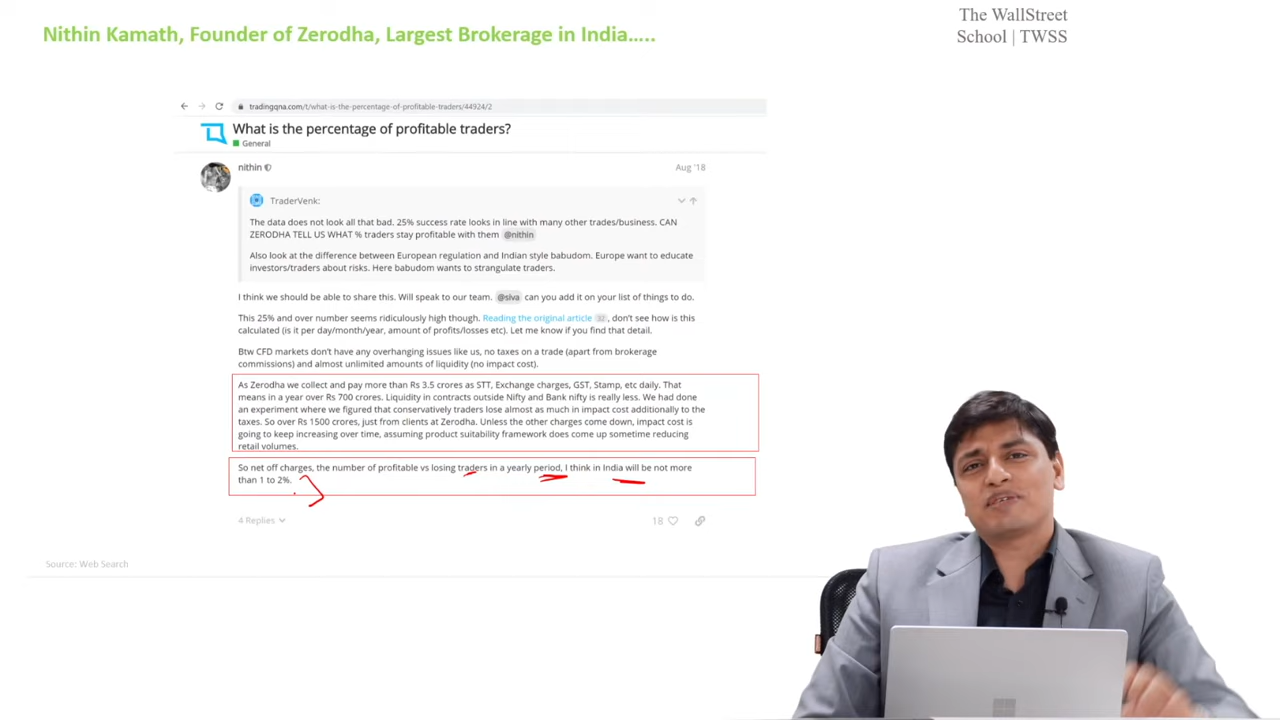 Nithin Kamath, Founder of Zerodha, Largest Brokerage in India.....
The WallStreet
School | TWSS
tradingqna.com/t/what-is-the-percentage-of-profitable-traders/44924/2
What is the percentage of profitable traders?
General
nithin
Aug '18
TraderVenk:
The data does not look all that bad. 25% success rate looks in line with many other trades/business. CAN
ZERODHA TELL US WHAT % traders stay profitable with them @nithin
Also look at the difference between European regulation and Indian style babudom. Europe want to educate
investors/traders about risks. Here babudom wants to strangulate traders.
I think we should be able to share this. Will speak to our team. @siva can you add it on your list of things to do.
This 25% and over number seems ridiculously high though. Reading the original article, don't see how is this
calculated (is it per day/month/year, amount of profits/losses etc). Let me know if you find that detail.
Btw CFD markets don't have any overhanging issues like us, no taxes on a trade (apart from brokerage
commissions) and almost unlimited amounts of liquidity (no impact cost).
As Zerodha we collect and pay more than Rs 3.5 crores as STT, Exchange charges, GST, Stamp, etc daily. That
means in a year over Rs 700 crores. Liquidity in contracts outside Nifty and Bank nifty is really less. We had done
an experiment where we figured that conservatively traders lose almost as much in impact cost additionally to the
taxes. So over Rs 1500 crores, just from clients at Zerodha. Unless the other charges come down, impact cost is
going to keep increasing over time, assuming product suitability framework does come up sometime reducing
retail volumes.
So net off charges, the number of profitable vs losing traders in a yearly period, I think in India will be not more
than 1 to 2%.
4 Replies
18
Source: Web Search